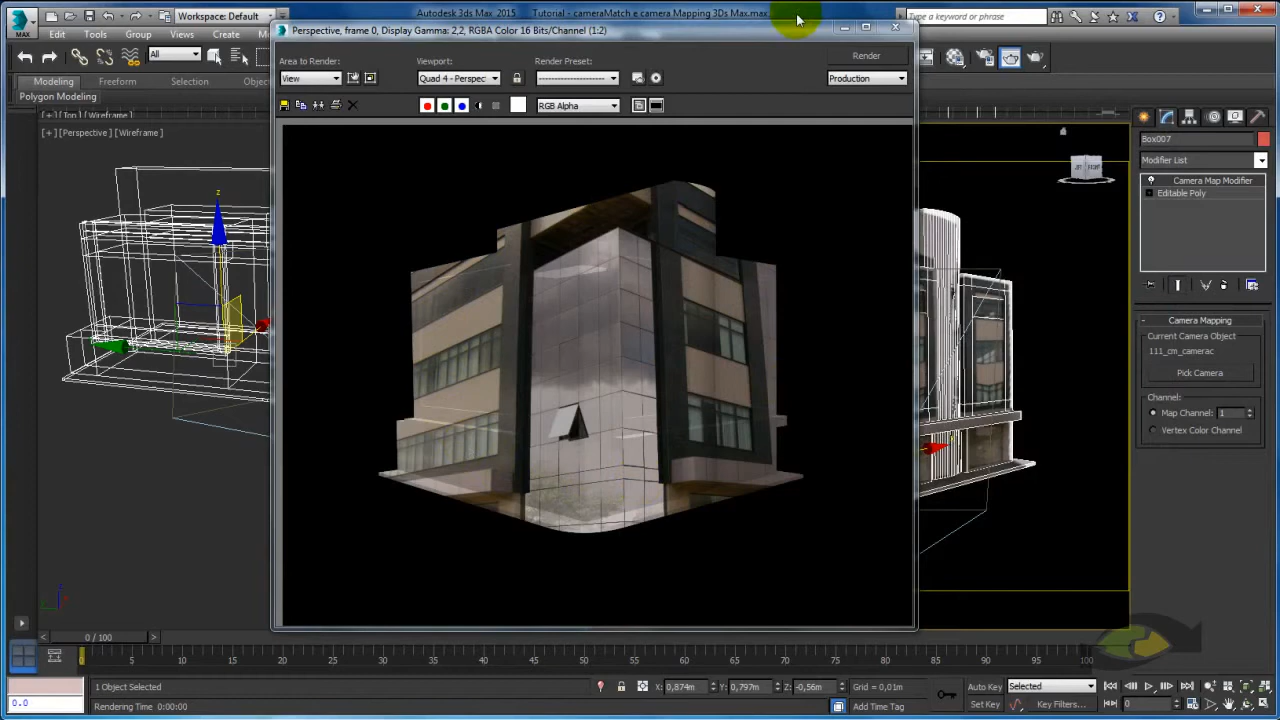 MAX
Workspace: Default
Autodesk 3ds Max 2015 Tutorial - cameraMatch e camera Mapping 3Ds Max.max
Type a keyword or phrase
Edit Tools Group Views Create
All
Modeling Freeform Selection
Polygon Modeling
[+] [Top] [Wireframe]
[+] [Perspective] [Wireframe]
Perspective, frame 0, Display Gamma: 2,2, RGBA Color 16 Bits/Channel (1:2)
Area to Render: Viewport: Render Preset: Render
View Quad 4 - Perspec Production
RGB Alpha
z
FRONT
Box007
Modifier List
Camera Map Modifier
Editable Poly
- Camera Mapping
Current Camera Object
111_cm_camerac
Pick Camera
Channel:
Map Channel: 1
Vertex Color Channel
< 0 / 100 >
0 5 10 15 20 25 30 35 40 45 50 55 60 65 70 75 80 85 90 95 100
1 Object Selected X: 0,874m Y: 0,797m Z: -0,56m Grid = 0,01m Auto Key Selected
0.0 Rendering Time 0:00:00 Add Time Tag Set Key Key Filters... 0